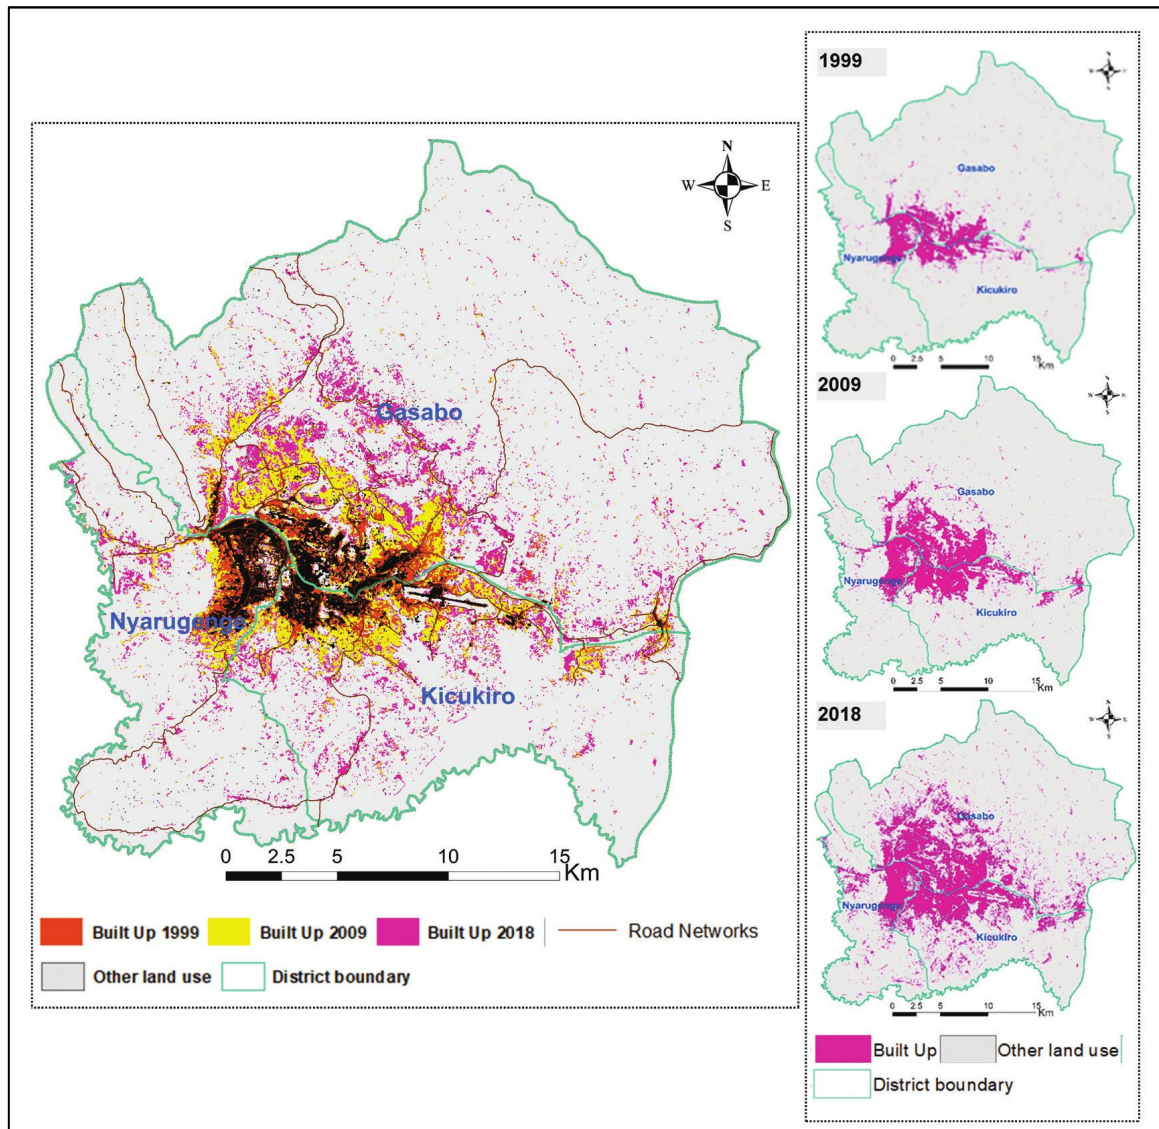 N
W E
S
Gasabo
Nyarugenge
Kicukiro
0 2.5 5 10 15
Km
Built Up 1999 Built Up 2009 Built Up 2018 Road Networks
Other land use District boundary
1999
Gasabo
Nyarugenge
Kicukiro
0 2.5 5 10 15
Km
2009
Gasabo
Nyarugenge
Kicukiro
0 2.5 5 10 15
Km
2018
N
W E
S
Gasabo
Nyarugenge
Kicukiro
0 2.5 5 10 15
Km
Built Up Other land use
District boundary